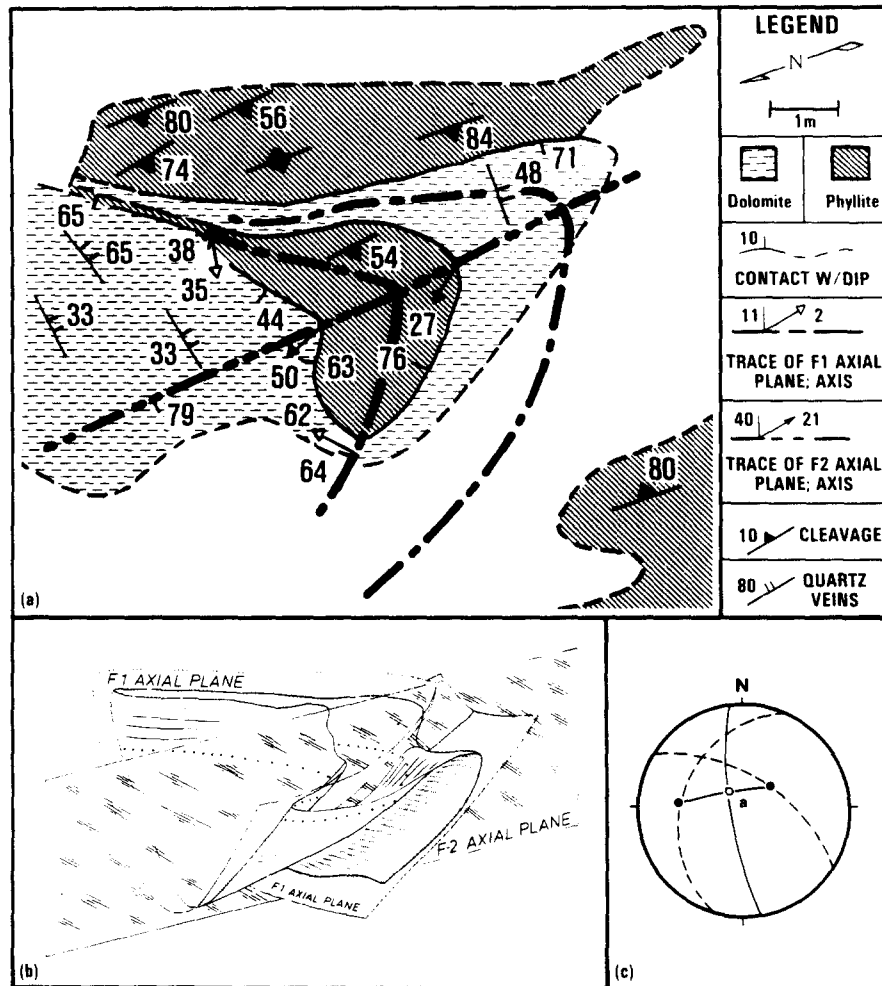 80
56
74
84
71
48
65
65
38
35
54
33
44
27
33
50
63
76
79
62
64
80
(a)
LEGEND
N
1m
Dolomite
Phyllite
10
CONTACT W/DIP
11 2
TRACE OF F1 AXIAL
PLANE; AXIS
40 21
TRACE OF F2 AXIAL
PLANE; AXIS
10 CLEAVAGE
80 QUARTZ
VEINS
F1 AXIAL PLANE
F-2 AXIAL PLANE
F1 AXIAL PLANE
(b)
N
a
(c)